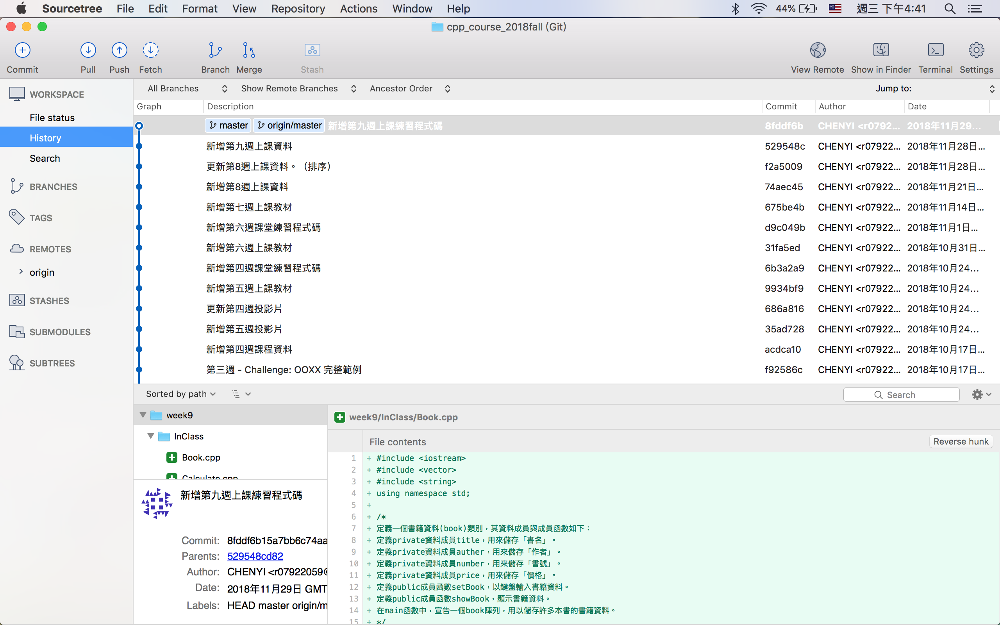 Sourcetree File Edit Format View Repository Actions Window Help 44% 週三 下午4:41
cpp_course_2018fall (Git)
Commit Pull Push Fetch Branch Merge Stash View Remote Show in Finder Terminal Settings
WORKSPACE
File status
History
Search
BRANCHES
TAGS
REMOTES
origin
STASHES
SUBMODULES
SUBTREES
All Branches Show Remote Branches Ancestor Order Jump to:
Graph Description Commit Author Date
master origin/master 新增第九週上課練習程式碼 8fddf6b CHENYI <r0792... 2018年11月29...
新增第九週上課資料 529548c CHENYI <r07922... 2018年11月28日...
更新第8週上課資料。（排序） f2a5009 CHENYI <r07922... 2018年11月28日...
新增第8週上課資料 74aec45 CHENYI <r07922... 2018年11月21日...
新增第七週上課教材 675be4b CHENYI <r07922... 2018年11月14日...
新增第六週課堂練習程式碼 d9c049b CHENYI <r07922... 2018年11月1日...
新增第六週上課教材 31fa5ed CHENYI <r07922... 2018年10月31日...
新增第四週課堂練習程式碼 6b3a2a9 CHENYI <r07922... 2018年10月24...
新增第五週上課教材 9934bf9 CHENYI <r07922... 2018年10月24...
更新第四週投影片 686a816 CHENYI <r07922... 2018年10月24...
新增第五週投影片 35ad728 CHENYI <r07922... 2018年10月24...
新增第四週課程資料 acdca10 CHENYI <r07922... 2018年10月17日...
第三週 - Challenge: OOXX 完整範例 f92586c CHENYI <r07922... 2018年10月17日...
Sorted by path Search
week9
InClass
Book.cpp
Calculate.cpp
新增第九週上課練習程式碼
Commit: 8fddf6b15a7bb6c74aa
Parents: 529548cd82
Author: CHENYI <r07922059@
Date: 2018年11月29日 GMT
Labels: HEAD master origin/m
week9/InClass/Book.cpp
File contents Reverse hunk
1 + #include <iostream>
2 + #include <vector>
3 + #include <string>
4 + using namespace std;
5 +
6 + /*
7 + 定義一個書籍資料(book)類別，其資料成員與成員函數如下：
8 + 定義private資料成員title，用來儲存「書名」。
9 + 定義private資料成員auther，用來儲存「作者」。
10 + 定義private資料成員number，用來儲存「書號」。
11 + 定義private資料成員price，用來儲存「價格」。
12 + 定義public成員函數setBook，以鍵盤輸入書籍資料。
13 + 定義public成員函數showBook，顯示書籍資料。
14 + 在main函數中，宣告一個book陣列，用以儲存許多本書的書籍資料。
15 + */